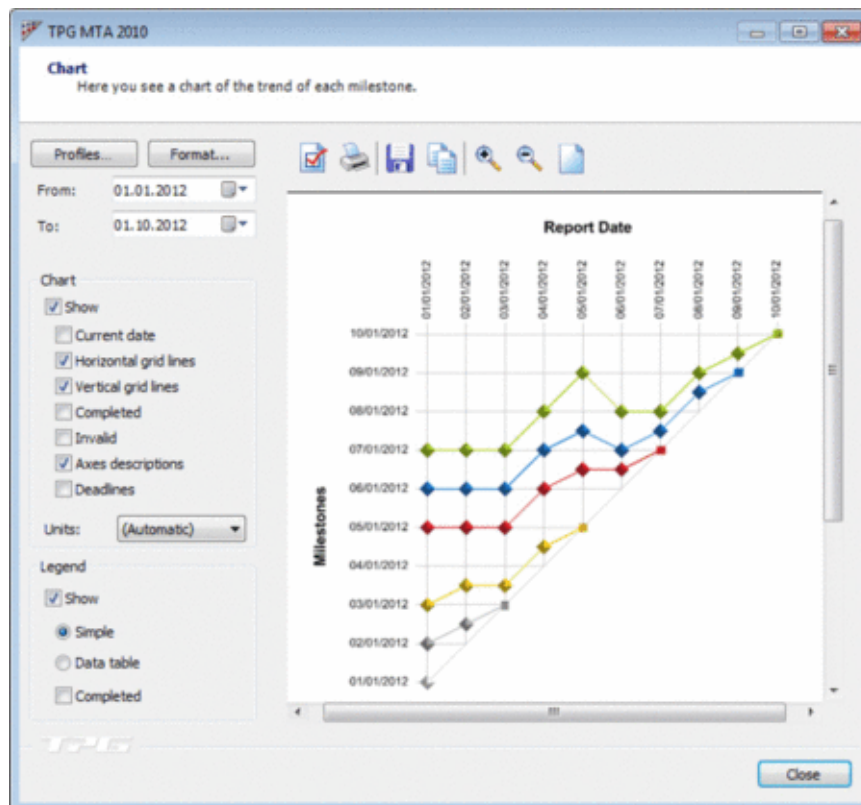 TPG MTA 2010
Chart
Here you see a chart of the trend of each milestone.
Profiles...
Format...
From: 01.01.2012
To: 01.10.2012
Chart
Show
Current date
Horizontal grid lines
Vertical grid lines
Completed
Invalid
Axes descriptions
Deadlines
Units: (Automatic)
Legend
Show
Simple
Data table
Completed
TPG
Report Date
01/01/2012
02/01/2012
03/01/2012
04/01/2012
05/01/2012
06/01/2012
07/01/2012
08/01/2012
09/01/2012
10/01/2012
Milestones
10/01/2012
09/01/2012
08/01/2012
07/01/2012
06/01/2012
05/01/2012
04/01/2012
03/01/2012
02/01/2012
01/01/2012
Close